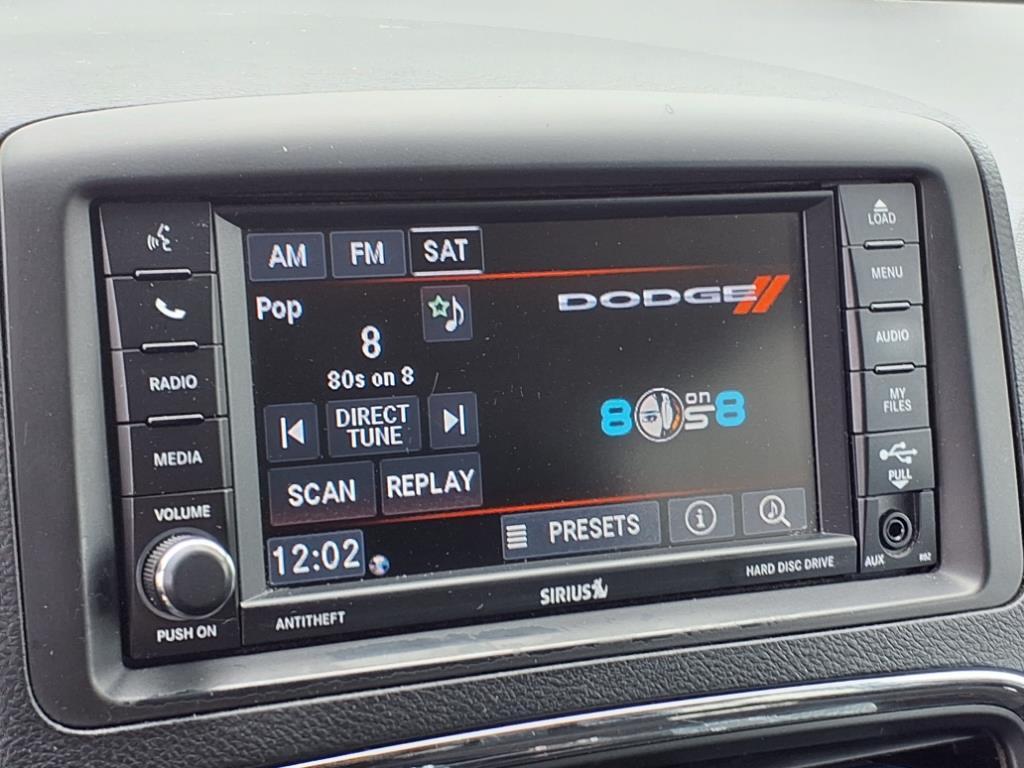 AM FM SAT
Pop
8
80s on 8
DIRECT
TUNE
SCAN REPLAY
12:02
DODGE
80s on 8
PRESETS
RADIO
MEDIA
VOLUME
PUSH ON
ANTITHEFT
SIRIUS
HARD DISC DRIVE
LOAD
MENU
AUDIO
MY
FILES
PULL
AUX